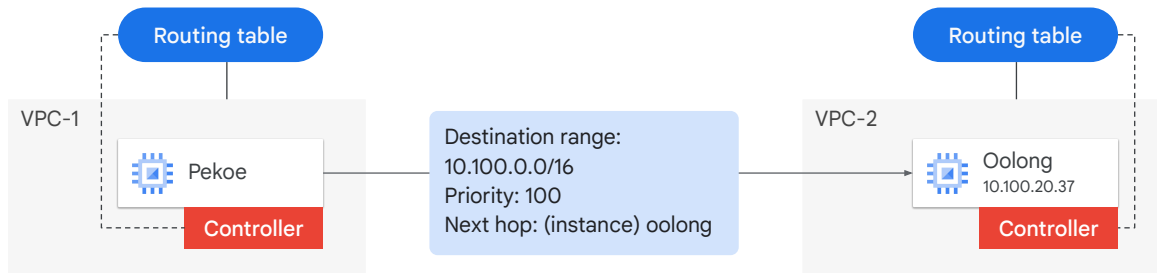 Routing table
Routing table
VPC-1
VPC-2
Pekoe
Controller
Destination range:
10.100.0.0/16
Priority: 100
Next hop: (instance) oolong
Oolong
10.100.20.37
Controller